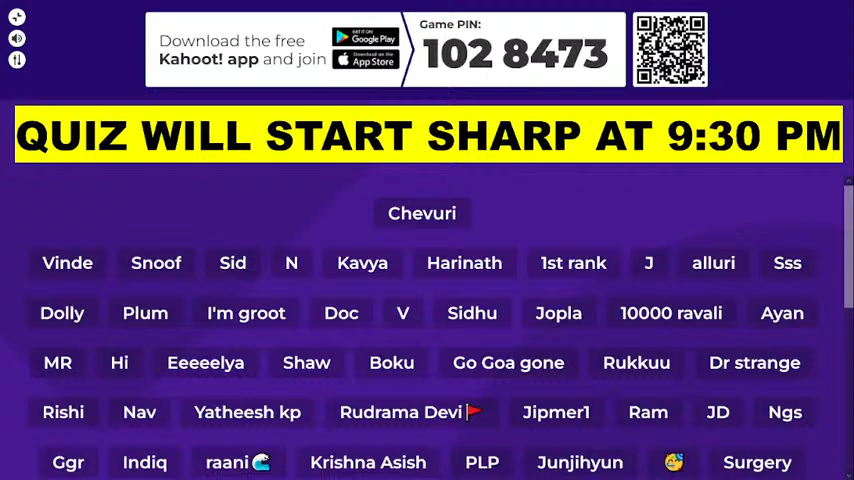 Download the free
Kahoot! app and join
GET IT ON
Google Play
Download on the
App Store
Game PIN:
102 8473
QUIZ WILL START SHARP AT 9:30 PM
Chevuri
Vinde Snoof Sid N Kavya Harinath 1st rank J alluri Sss
Dolly Plum I'm groot Doc V Sidhu Jopla 10000 ravali Ayan
MR Hi Eeeeelya Shaw Boku Go Goa gone Rukkuu Dr strange
Rishi Nav Yatheesh kp Rudrama Devi🚩 Jipmer1 Ram JD Ngs
Ggr Indiq raani🌊 Krishna Asish PLP Junjihyun 🥳 Surgery